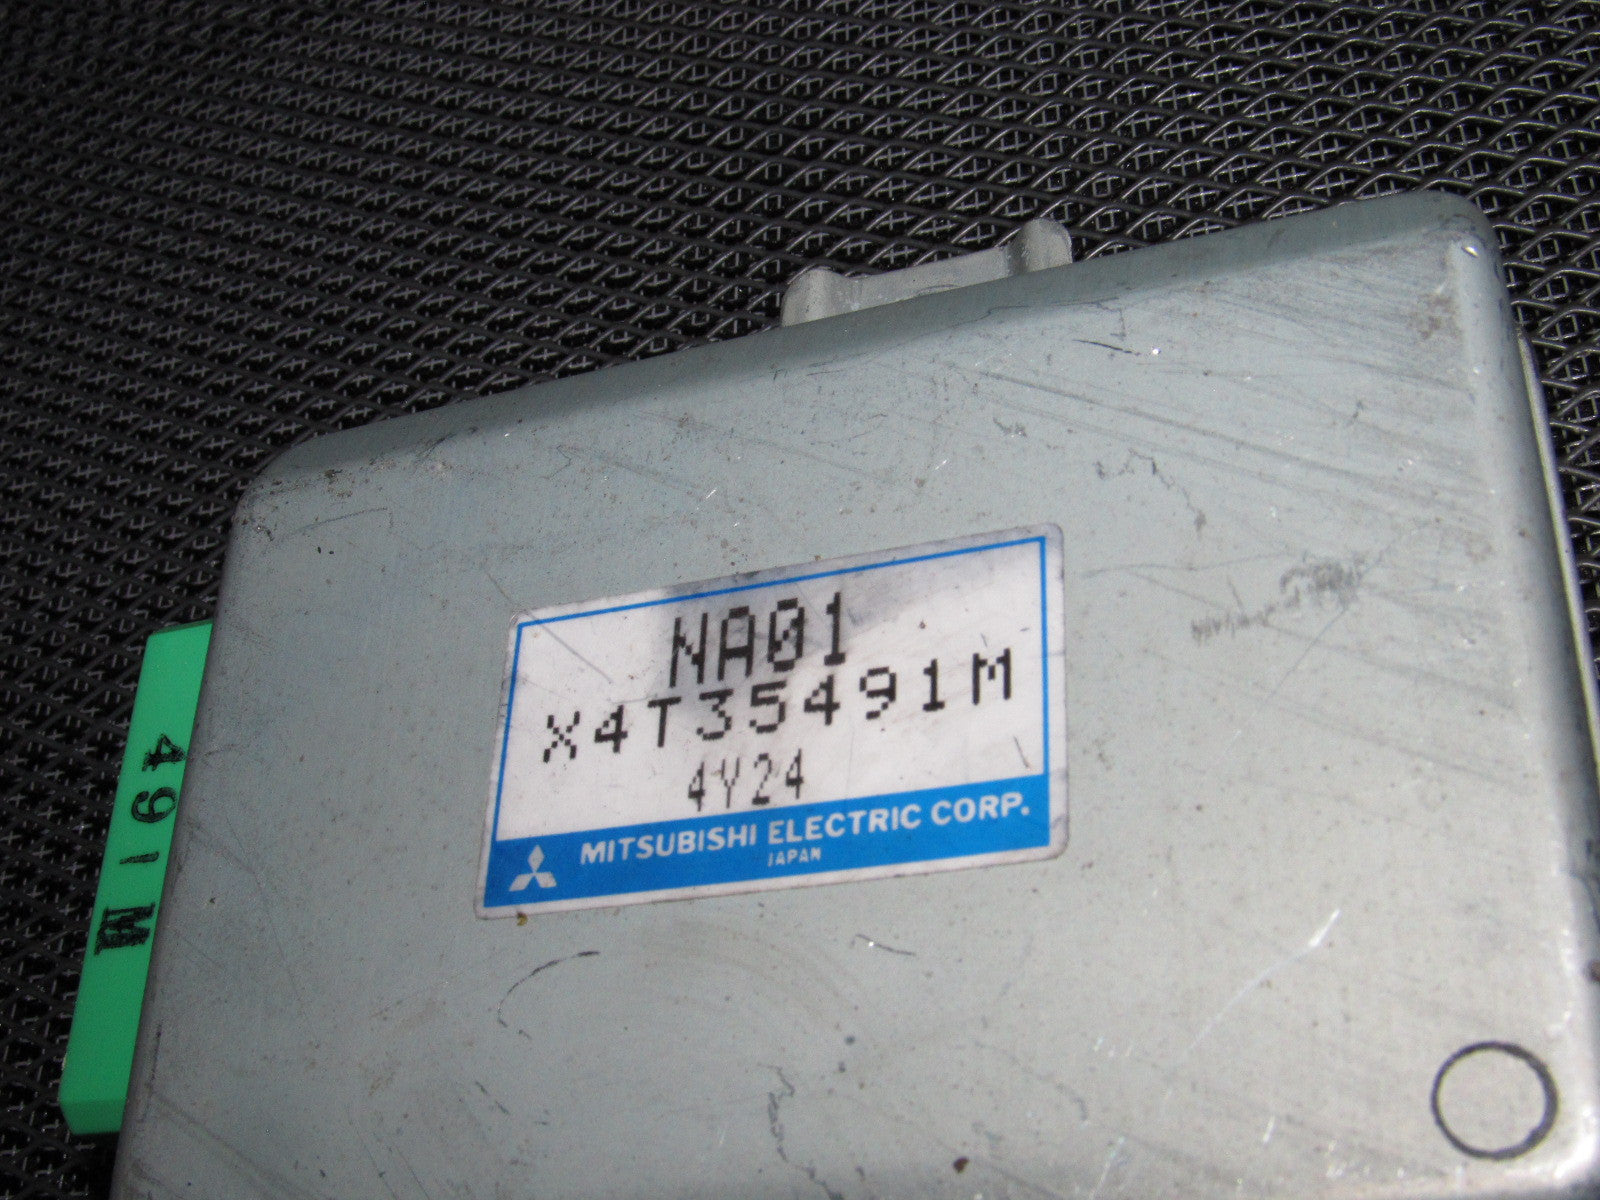 NA01
X4T35491M
4Y24
MITSUBISHI ELECTRIC CORP.
JAPAN
491M